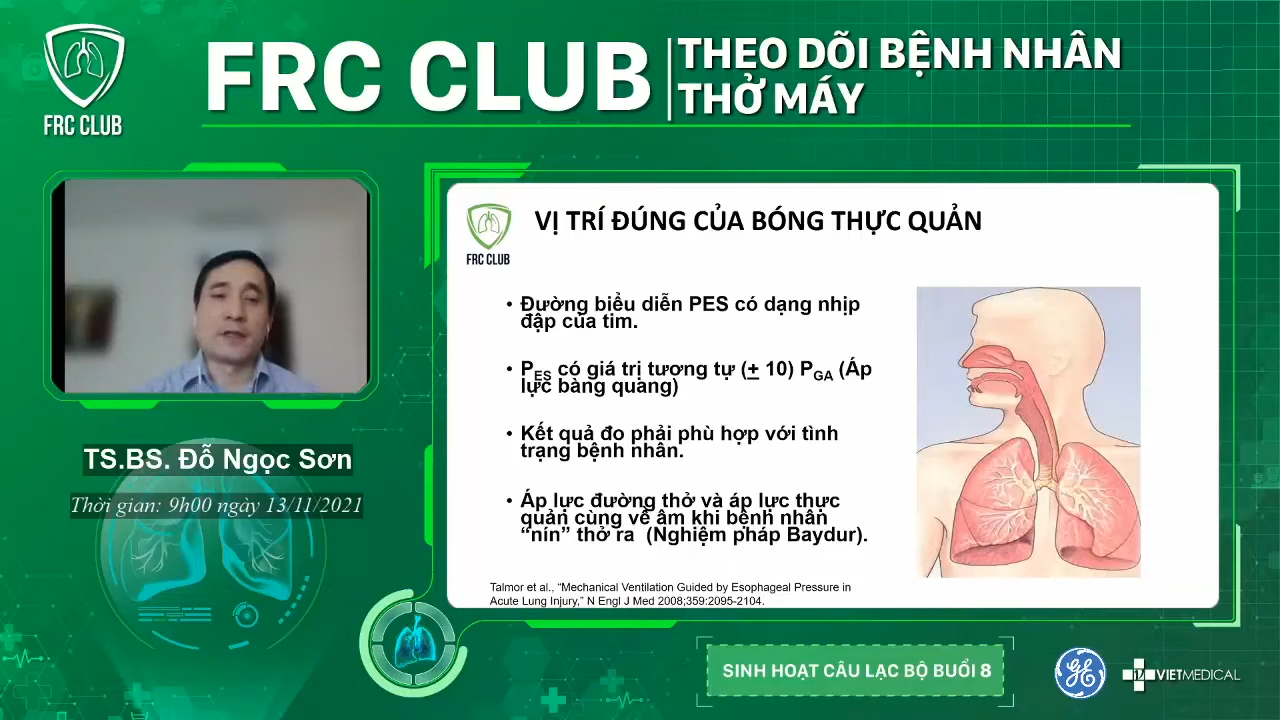 FRC CLUB
FRC CLUB
THEO DÕI BỆNH NHÂN
THỞ MÁY
TS.BS. Đỗ Ngọc Sơn
Thời gian: 9h00 ngày 13/11/2021
FRC CLUB
VỊ TRÍ ĐÚNG CỦA BÓNG THỰC QUẢN
• Đường biểu diễn PES có dạng nhịp
đập của tim.
• PES có giá trị tương tự (± 10) PGA (Áp
lực bàng quang)
• Kết quả đo phải phù hợp với tình
trạng bệnh nhân.
• Áp lực đường thở và áp lực thực
quản cùng về âm khi bệnh nhân
“nín” thở ra (Nghiệm pháp Baydur).
Talmor et al., “Mechanical Ventilation Guided by Esophageal Pressure in
Acute Lung Injury,” N Engl J Med 2008;359:2095-2104.
SINH HOẠT CÂU LẠC BỘ BUỔI 8
GE
VIETMEDICAL